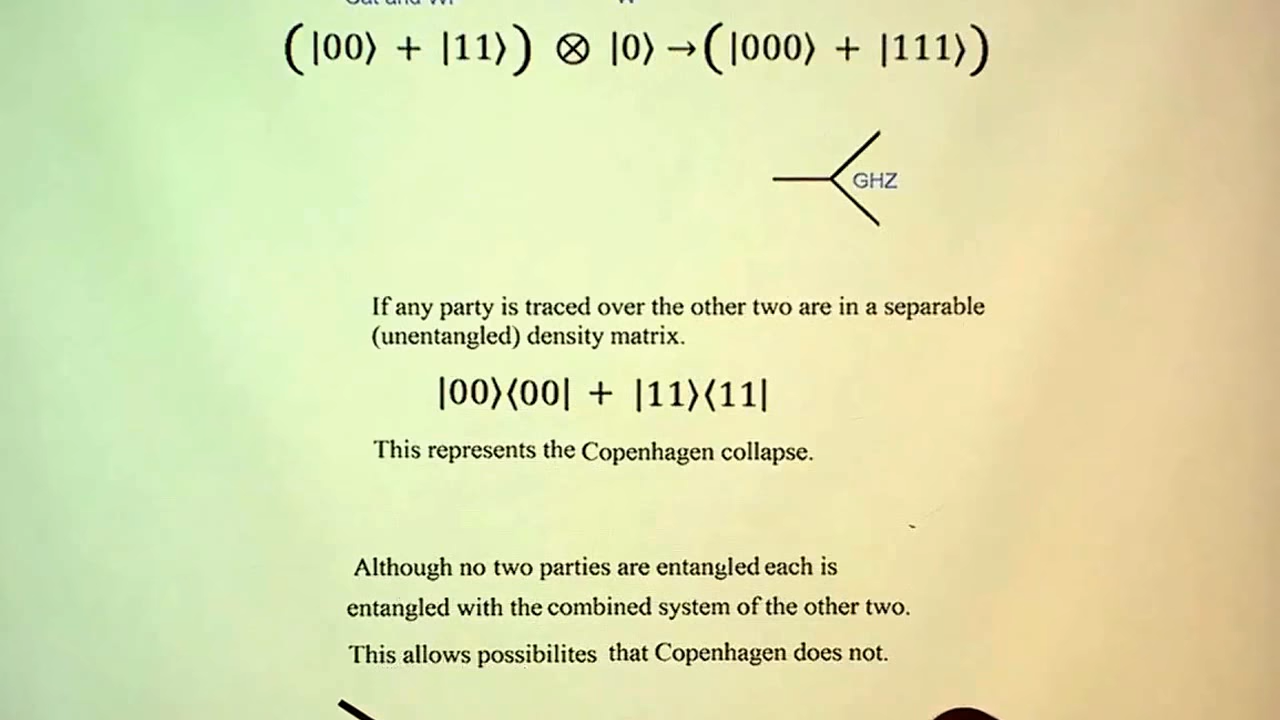 (|00⟩ + |11⟩) ⊗ |0⟩ → (|000⟩ + |111⟩)
GHZ
If any party is traced over the other two are in a separable
(unentangled) density matrix.
|00⟩⟨00| + |11⟩⟨11|
This represents the Copenhagen collapse.
Although no two parties are entangled each is
entangled with the combined system of the other two.
This allows possibilites that Copenhagen does not.